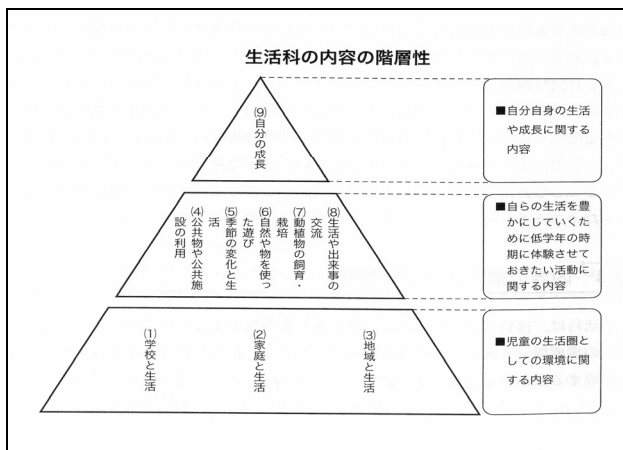 生活科の内容の階層性
(9)自分の成長
■自分自身の生活
や成長に関する
内容
(4)公共物や公共施
設の利用
(5)季節の変化と生
活
(6)自然や物を使っ
た遊び
(7)動植物の飼育・
栽培
(8)生活や出来事の
交流
■自らの生活を豊
かにしていくた
めに低学年の時
期に体験させて
おきたい活動に
関する内容
(1)学校と生活
(2)家庭と生活
(3)地域と生活
■児童の生活圏と
しての環境に関
する内容